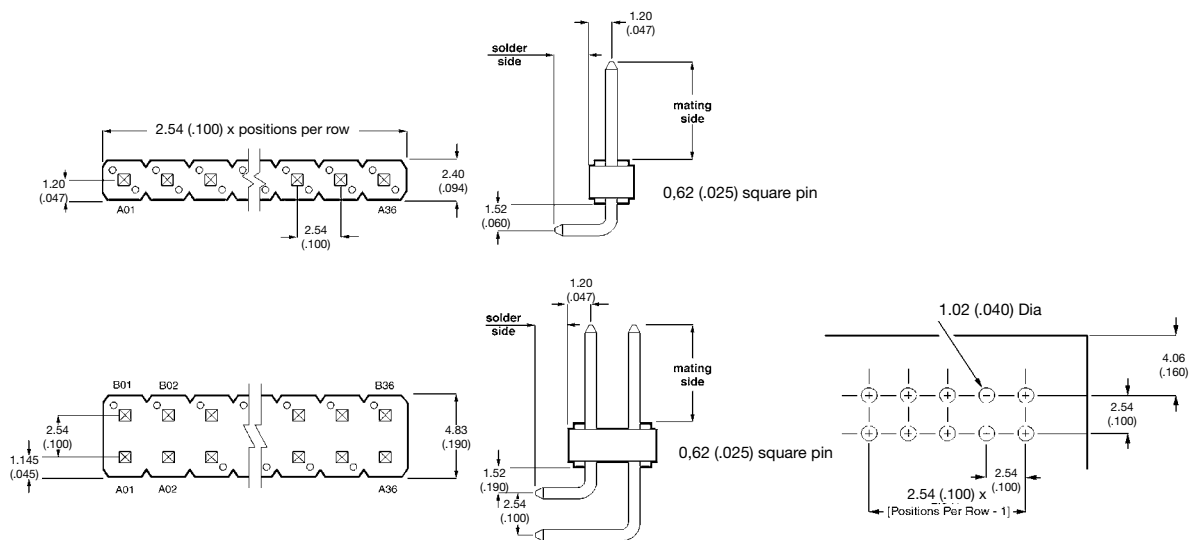 1.20
(.047)
solder
side
mating
side
2.54 (.100) x positions per row
1.20
(.047)
2.40
(.094)
A01
A36
2.54
(.100)
1.52
(.060)
0,62 (.025) square pin
1.20
(.047)
solder
side
mating
side
1.02 (.040) Dia
4.06
(.160)
B01
B02
B36
2.54
(.100)
4.83
(.190)
1.145
(.045)
A01
A02
A36
1.52
(.190)
2.54
(.100)
0,62 (.025) square pin
2.54
(.100)
2.54
(.100)
2.54 (.100) x
[Positions Per Row - 1]